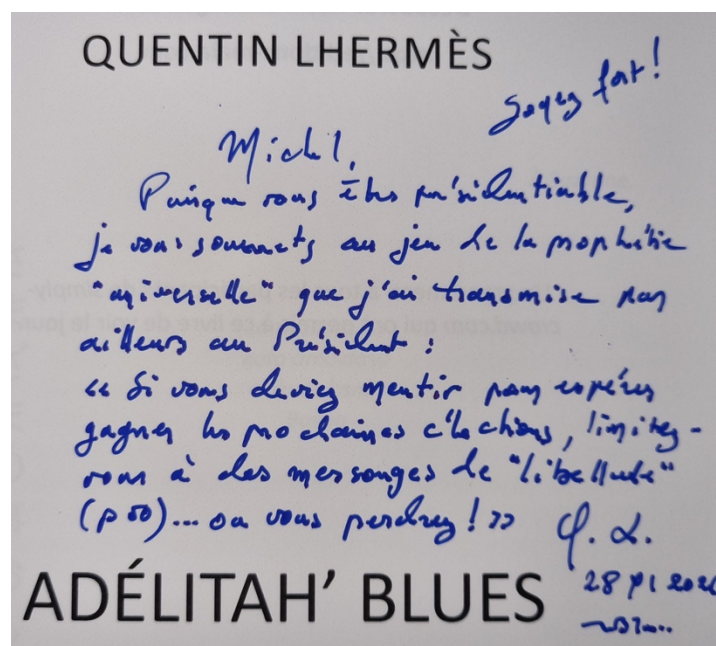 QUENTIN LHERMÈS
Soyez fort !
Michel,
Puisque vous êtes présidentiable,
je vous soumets au jeu de la prophétie
"universelle" que j'ai transmise par
ailleurs au Président :
« Si vous deviez mentir pour espérer
gagner les prochaines élections, limitez-
vous à des mensonges de "libellule"
(p 50)... ou vous perdrez ! »
Q. L.
ADÉLITAH' BLUES
28 XI